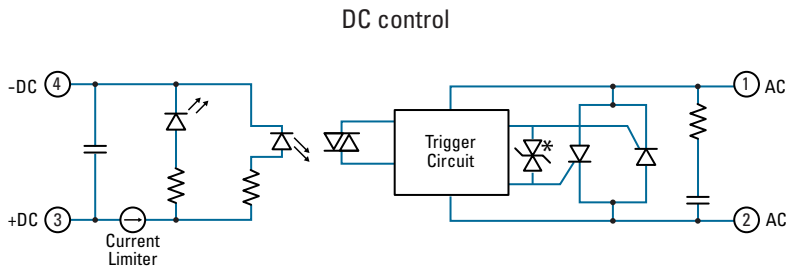 DC control
-DC 4
1 AC
Trigger
Circuit
*
+DC 3
2 AC
Current
Limiter